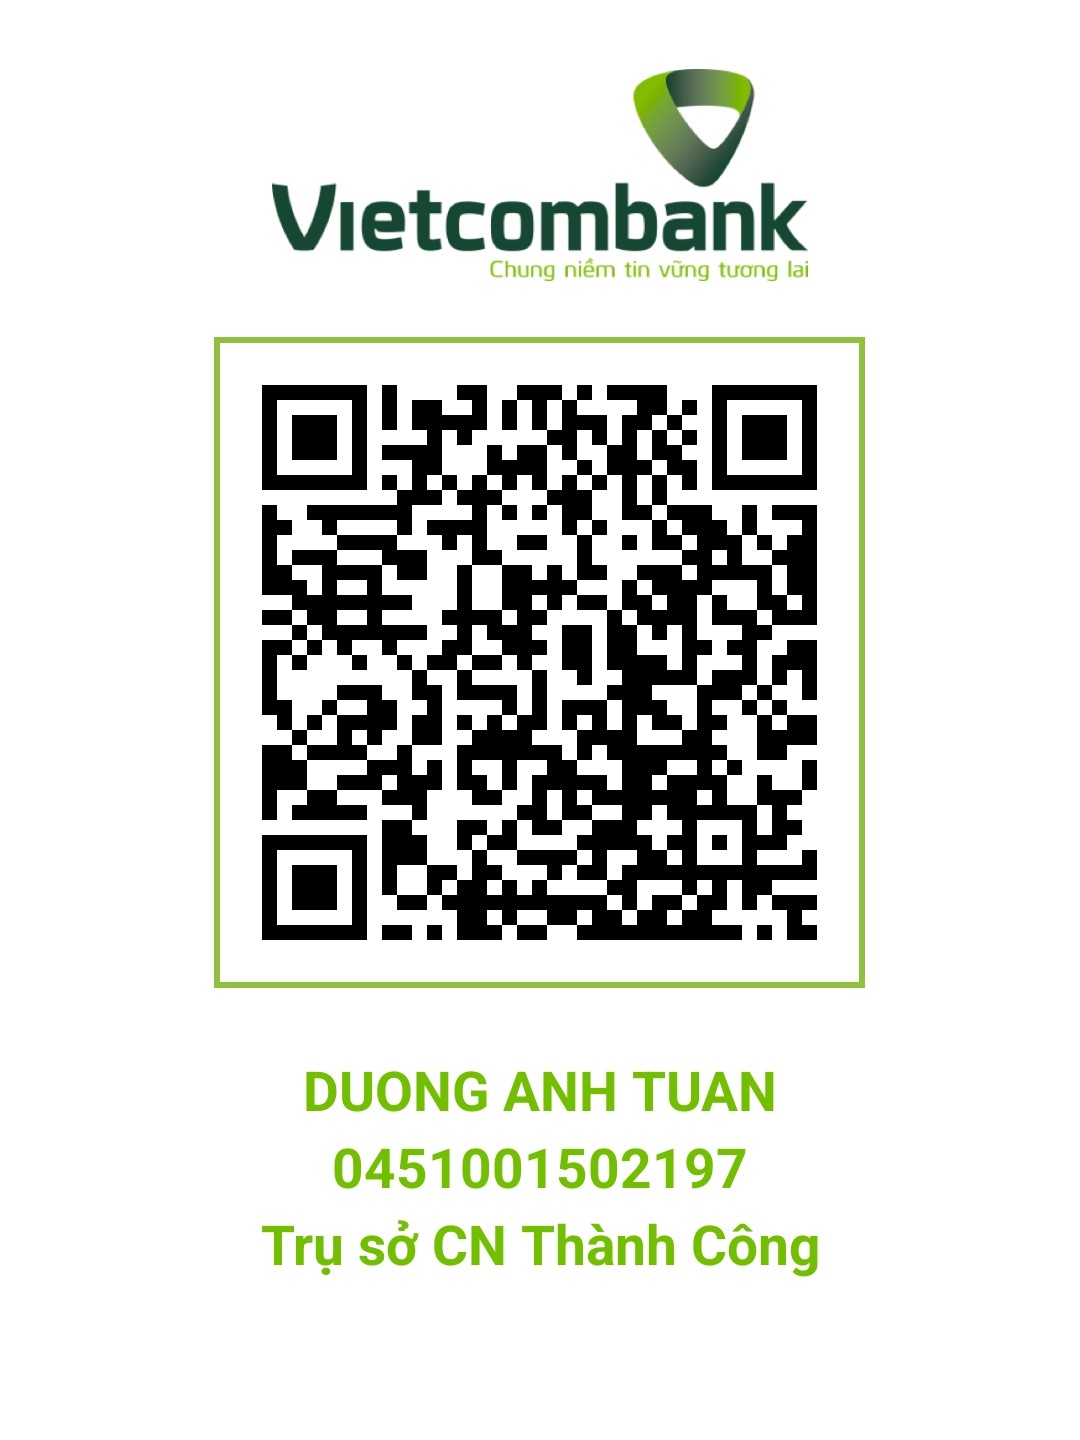 Vietcombank
Chung niềm tin vững tương lai
DUONG ANH TUAN
0451001502197
Trụ sở CN Thành Công